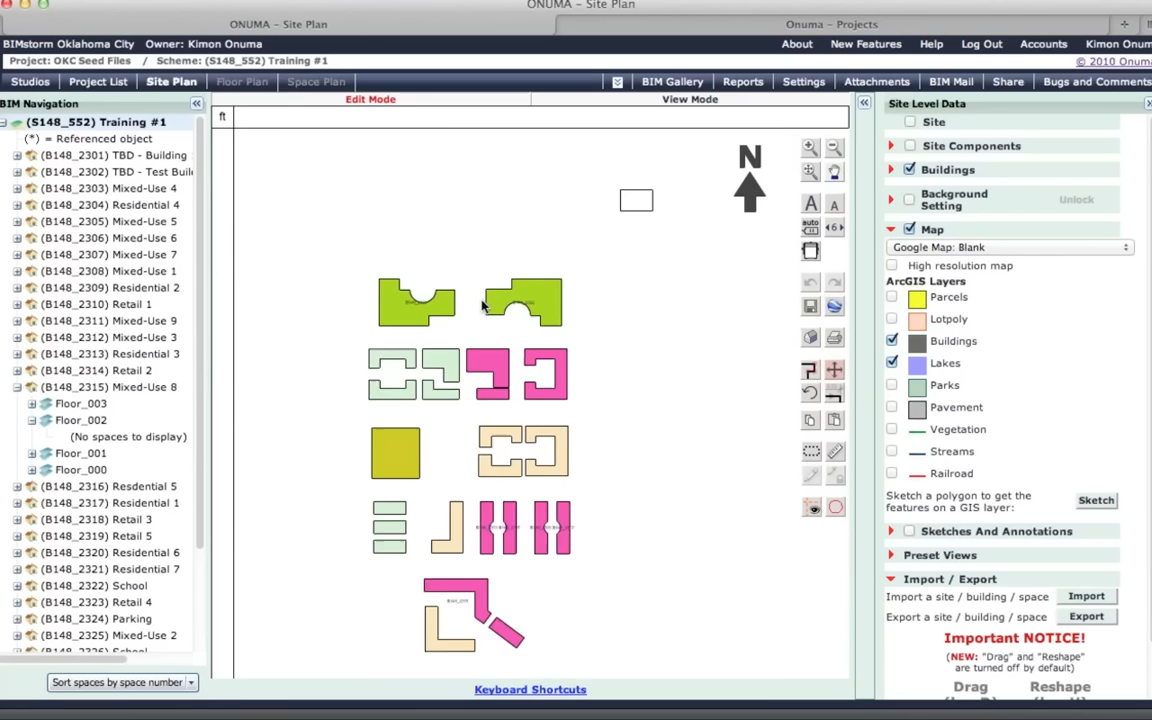 ONUMA - Site Plan
ONUMA - Site Plan
Onuma - Projects
BIMstorm Oklahoma City Owner: Kimon Onuma
About New Features Help Log Out Accounts Kimon Onum
Project: OKC Seed Files / Scheme: (S148_552) Training #1
© 2010 Onum
Studios Project List Site Plan Floor Plan Space Plan
BIM Gallery Reports Settings Attachments BIM Mail Share Bugs and Comments
BIM Navigation
(S148_552) Training #1
(*) = Referenced object
(B148_2301) TBD - Building
(B148_2302) TBD - Test Buil
(B148_2303) Mixed-Use 4
(B148_2304) Residential 4
(B148_2305) Mixed-Use 5
(B148_2306) Mixed-Use 6
(B148_2307) Mixed-Use 7
(B148_2308) Mixed-Use 1
(B148_2309) Residential 2
(B148_2310) Retail 1
(B148_2311) Mixed-Use 9
(B148_2312) Mixed-Use 3
(B148_2313) Residential 3
(B148_2314) Retail 2
(B148_2315) Mixed-Use 8
Floor_003
Floor_002
(No spaces to display)
Floor_001
Floor_000
(B148_2316) Resdential 5
(B148_2317) Residential 1
(B148_2318) Retail 3
(B148_2319) Retail 5
(B148_2320) Residential 6
(B148_2321) Residential 7
(B148_2322) School
(B148_2323) Retail 4
(B148_2324) Parking
(B148_2325) Mixed-Use 2
(B148_2326) School
Sort spaces by space number
Edit Mode View Mode
ft
N
A A
auto
6
Keyboard Shortcuts
Site Level Data
Site
Site Components
Buildings
Background
Setting
Unlock
Map
Google Map: Blank
High resolution map
ArcGIS Layers
Parcels
Lotpoly
Buildings
Lakes
Parks
Pavement
Vegetation
Streams
Railroad
Sketch a polygon to get the
features on a GIS layer:
Sketch
Sketches And Annotations
Preset Views
Import / Export
Import a site / building / space Import
Export a site / building / space Export
Important NOTICE!
(NEW: "Drag" and "Reshape"
are turned off by default)
Drag Reshape